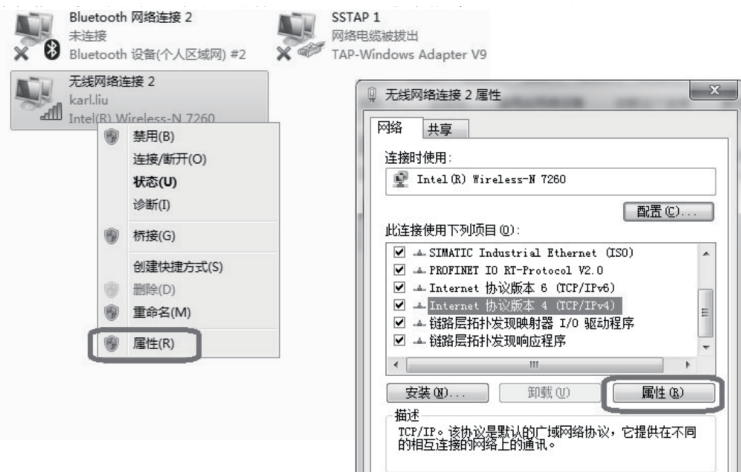 Bluetooth 网络连接 2
未连接
Bluetooth 设备(个人区域网) #2
SSTAP 1
网络电缆被拔出
TAP-Windows Adapter V9
无线网络连接 2
karl.liu
Intel(R) Wireless-N 7260
禁用(B)
连接/断开(O)
状态(U)
诊断(I)
桥接(G)
创建快捷方式(S)
删除(D)
重命名(M)
属性(R)
无线网络连接 2 属性
网络
共享
连接时使用:
Intel(R) Wireless-N 7260
配置(C)...
此连接使用下列项目(O):
SIMATIC Industrial Ethernet (ISO)
PROFINET IO RT-Protocol V2.0
Internet 协议版本 6 (TCP/IPv6)
Internet 协议版本 4 (TCP/IPv4)
链路层拓扑发现映射器 I/O 驱动程序
链路层拓扑发现响应程序
安装(N)...
卸载(U)
属性(R)
描述
TCP/IP。该协议是默认的广域网络协议，它提供在不同
的相互连接的网络上的通讯。